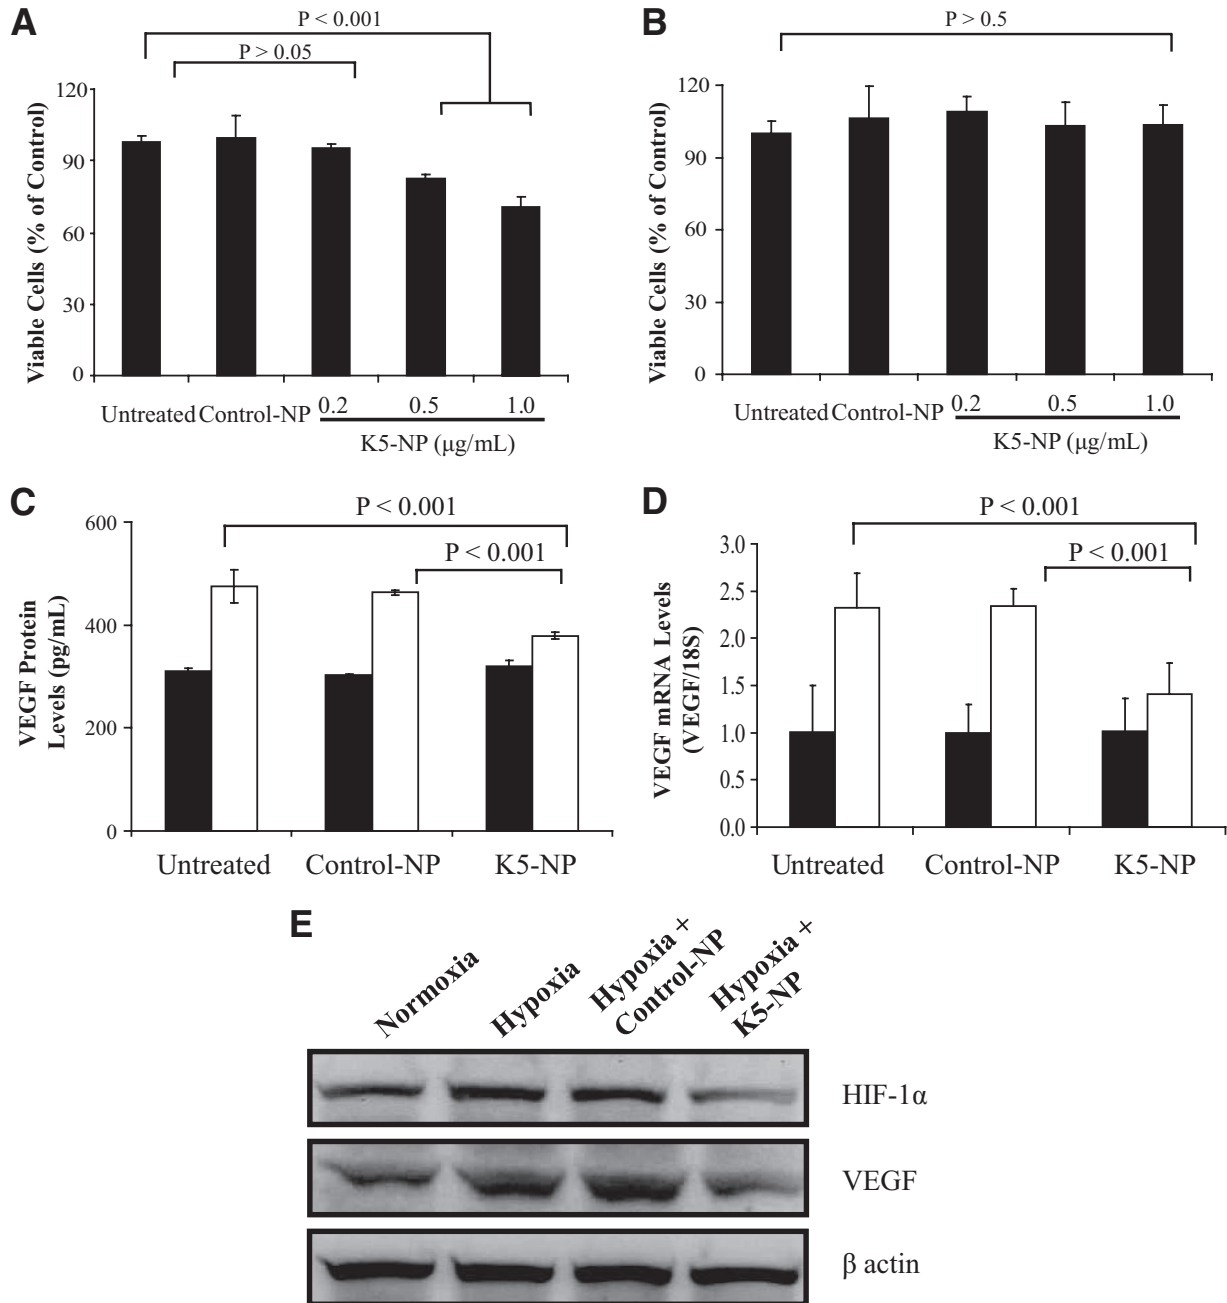 A
P < 0.001
P > 0.05
120
90
60
30
0
Viable Cells (% of Control)
Untreated Control-NP 0.2 0.5 1.0
K5-NP (μg/mL)
B
P > 0.5
120
90
60
30
0
Viable Cells (% of Control)
Untreated Control-NP 0.2 0.5 1.0
K5-NP (μg/mL)
C
P < 0.001
P < 0.001
600
400
200
0
VEGF Protein
Levels (pg/mL)
Untreated Control-NP K5-NP
D
P < 0.001
P < 0.001
3.0
2.5
2.0
1.5
1.0
0.5
0.0
VEGF mRNA Levels
(VEGF/18S)
Untreated Control-NP K5-NP
E
Normoxia
Hypoxia
Hypoxia +
Control-NP
Hypoxia +
K5-NP
HIF-1α
VEGF
β actin